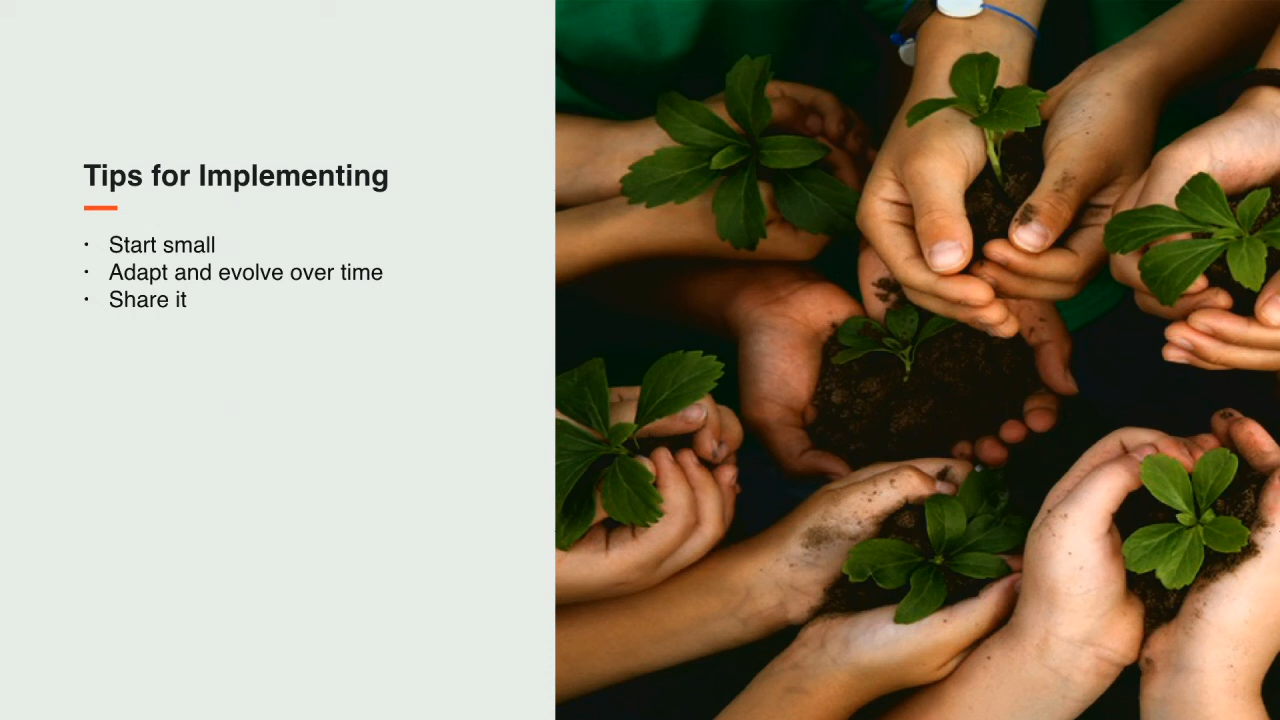 Tips for Implementing
· Start small
· Adapt and evolve over time
· Share it